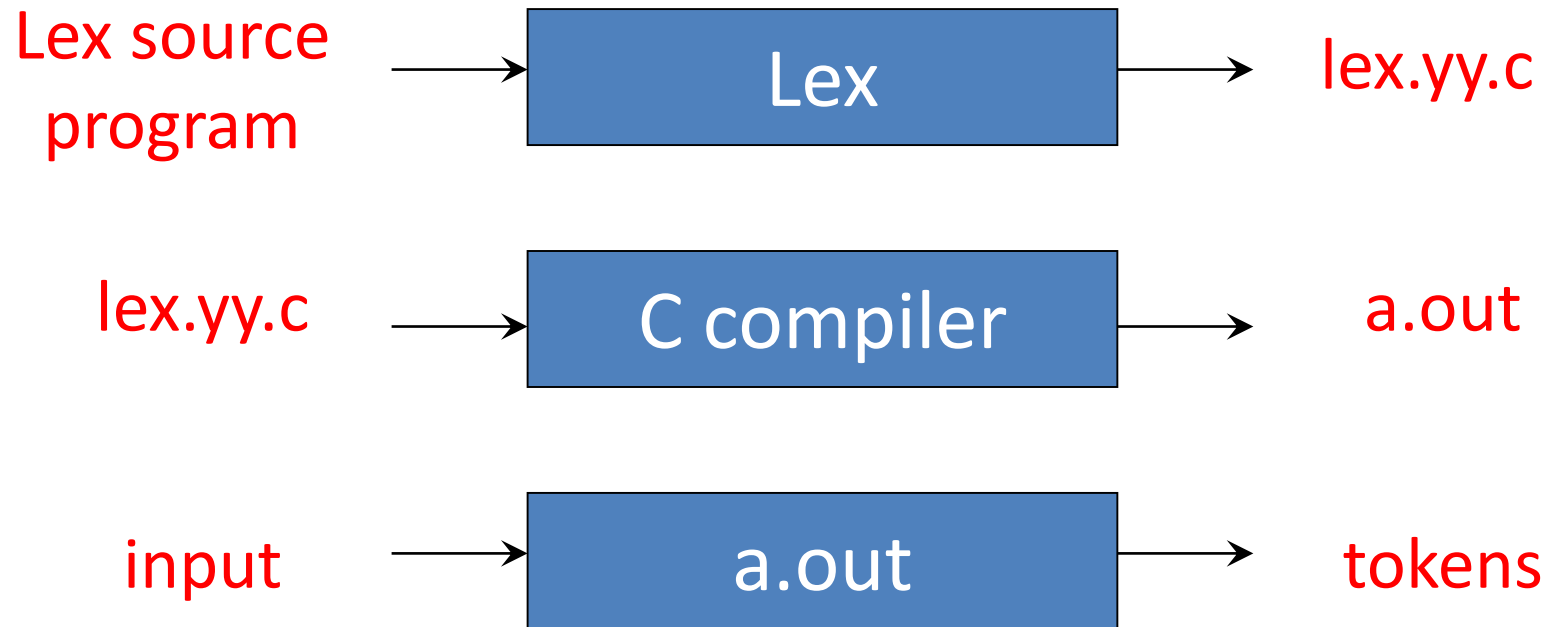 Lex source
program
Lex
lex.yy.c
lex.yy.c
C compiler
a.out
input
a.out
tokens